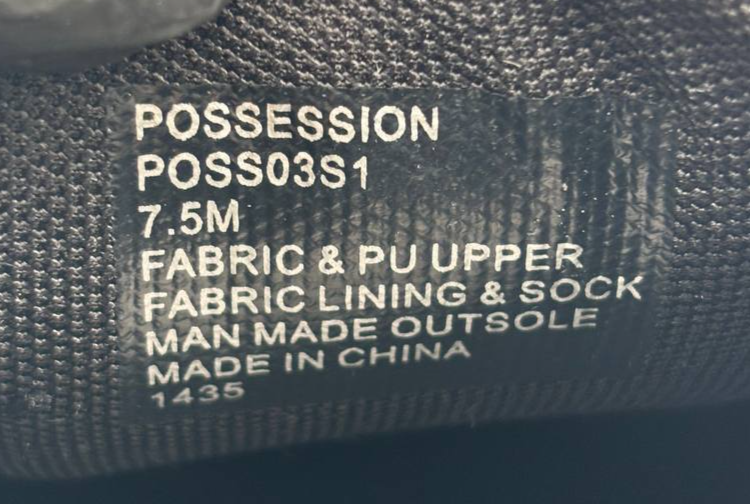 POSSESSION
POSS03S1
7.5M
FABRIC & PU UPPER
FABRIC LINING & SOCK
MAN MADE OUTSOLE
MADE IN CHINA
1435